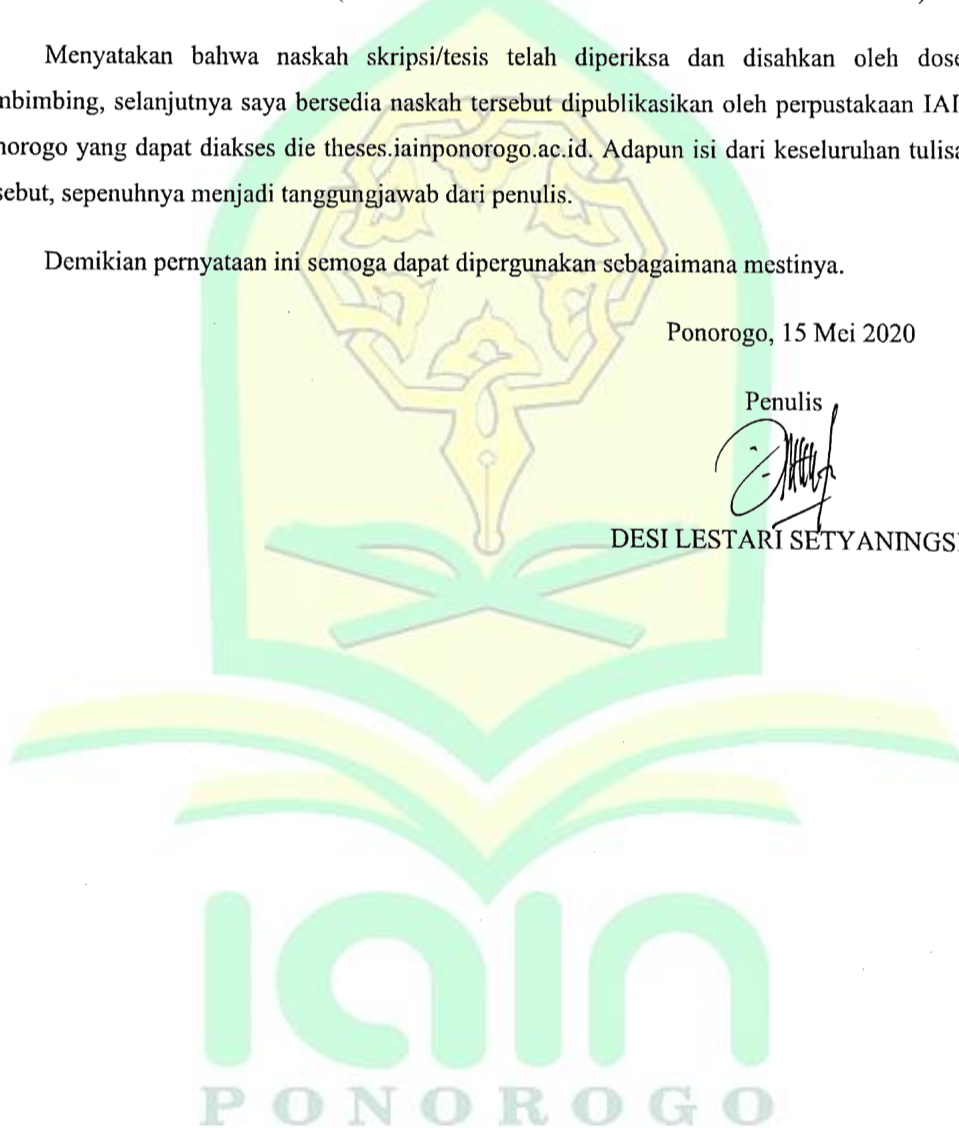 Menyatakan bahwa naskah skripsi/tesis telah diperiksa dan disahkan oleh dose
nbimbing, selanjutnya saya bersedia naskah tersebut dipublikasikan oleh perpustakaan IAI
norogo yang dapat diakses die theses.iainponorogo.ac.id. Adapun isi dari keseluruhan tulisa
sebut, sepenuhnya menjadi tanggungjawab dari penulis.
Demikian pernyataan ini semoga dapat dipergunakan sebagaimana mestinya.
Ponorogo, 15 Mei 2020
Penulis
DESI LESTARI SETYANINGS
iain
PONOROGO